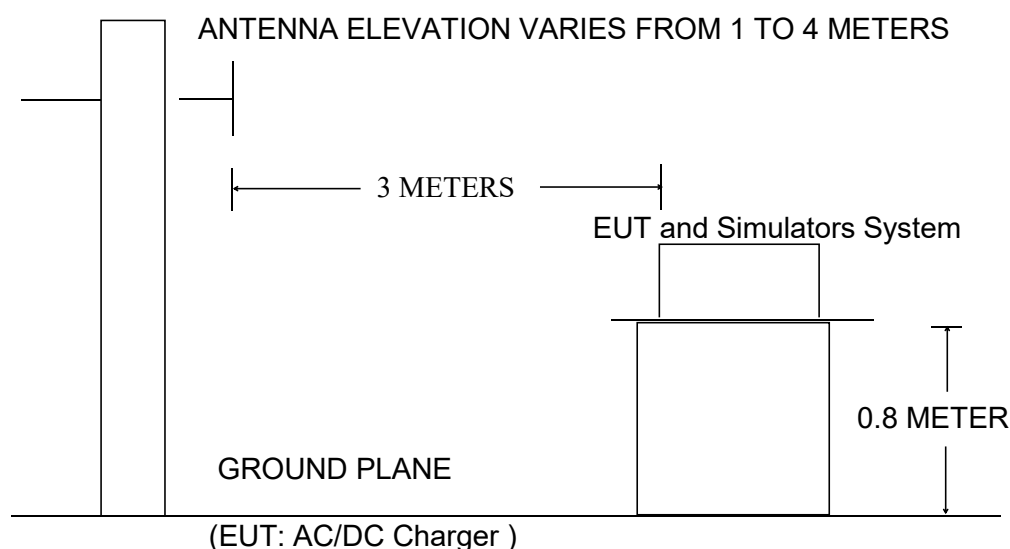 ANTENNA ELEVATION VARIES FROM 1 TO 4 METERS
3 METERS
EUT and Simulators System
0.8 METER
GROUND PLANE
(EUT: AC/DC Charger )